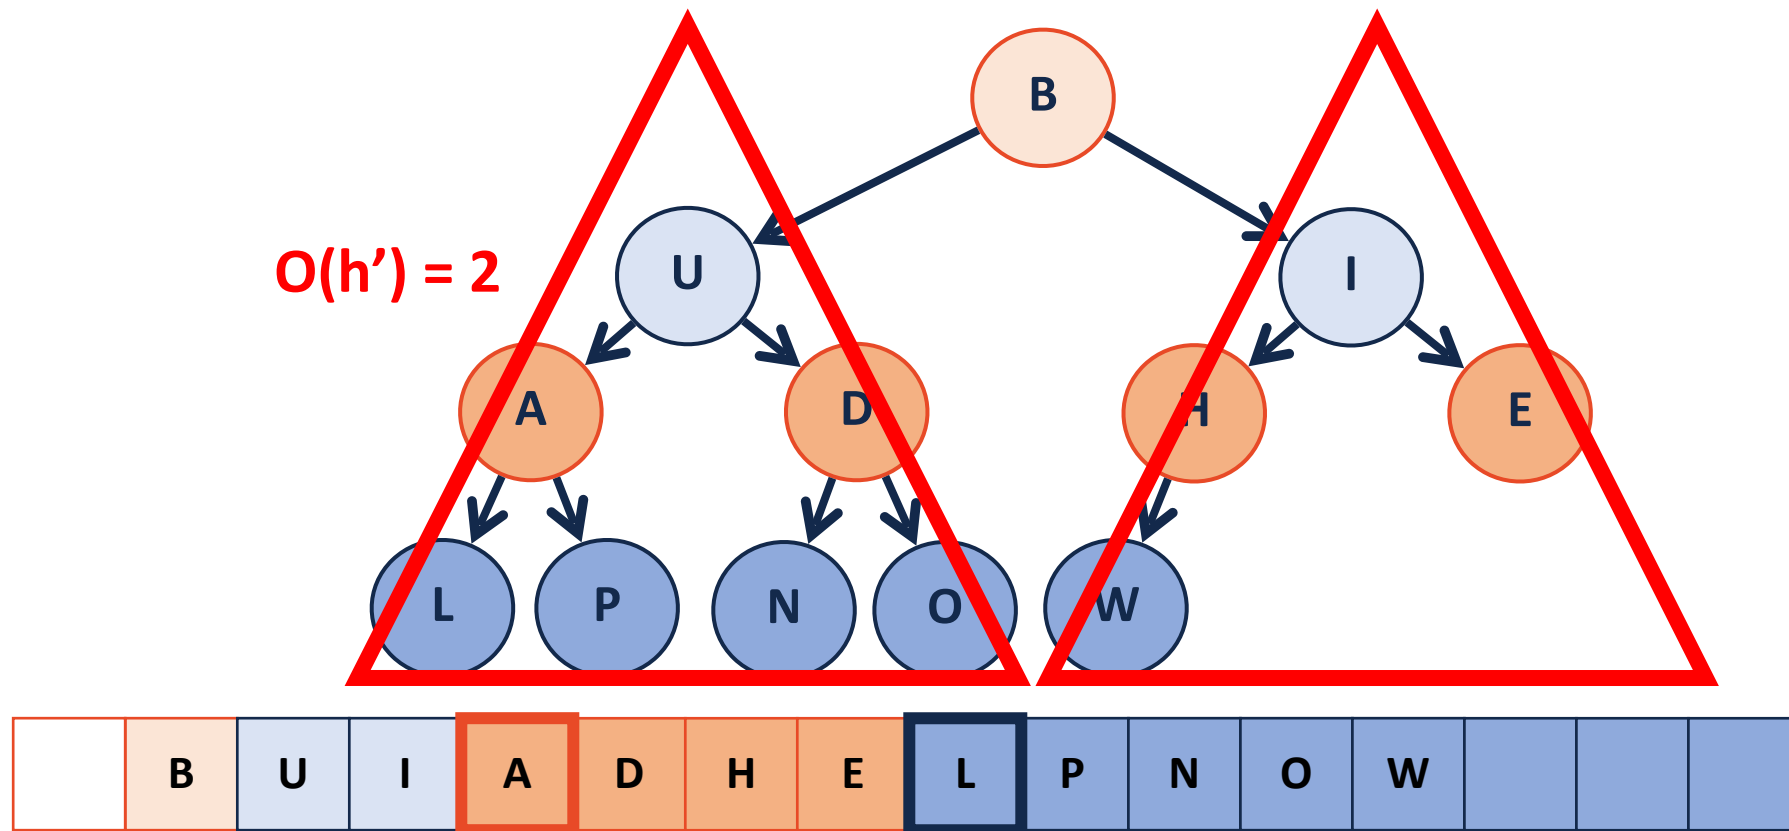 B
O(h’) = 2
U
I
A
D
H
E
L
P
N
O
W
B U I A D H E L P N O W